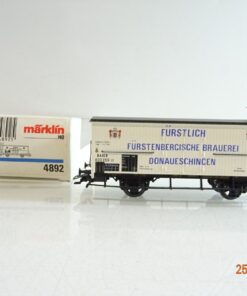 märklin
HO
4892
FÜRSTLICH
FÜRSTENBERGISCHE BRAUEREI
DONAUESCHINGEN
25